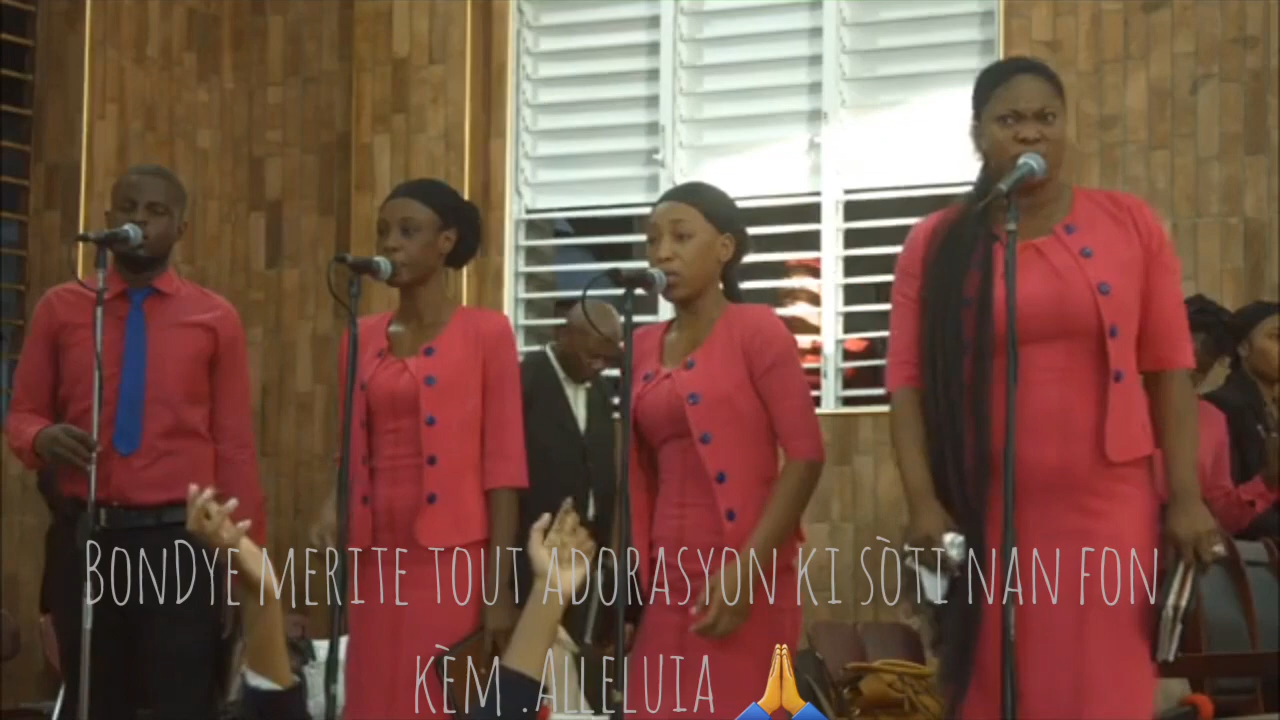 BonDye merite tout adorasyon ki sòti nan fon
kèm .Alleluia 🙏